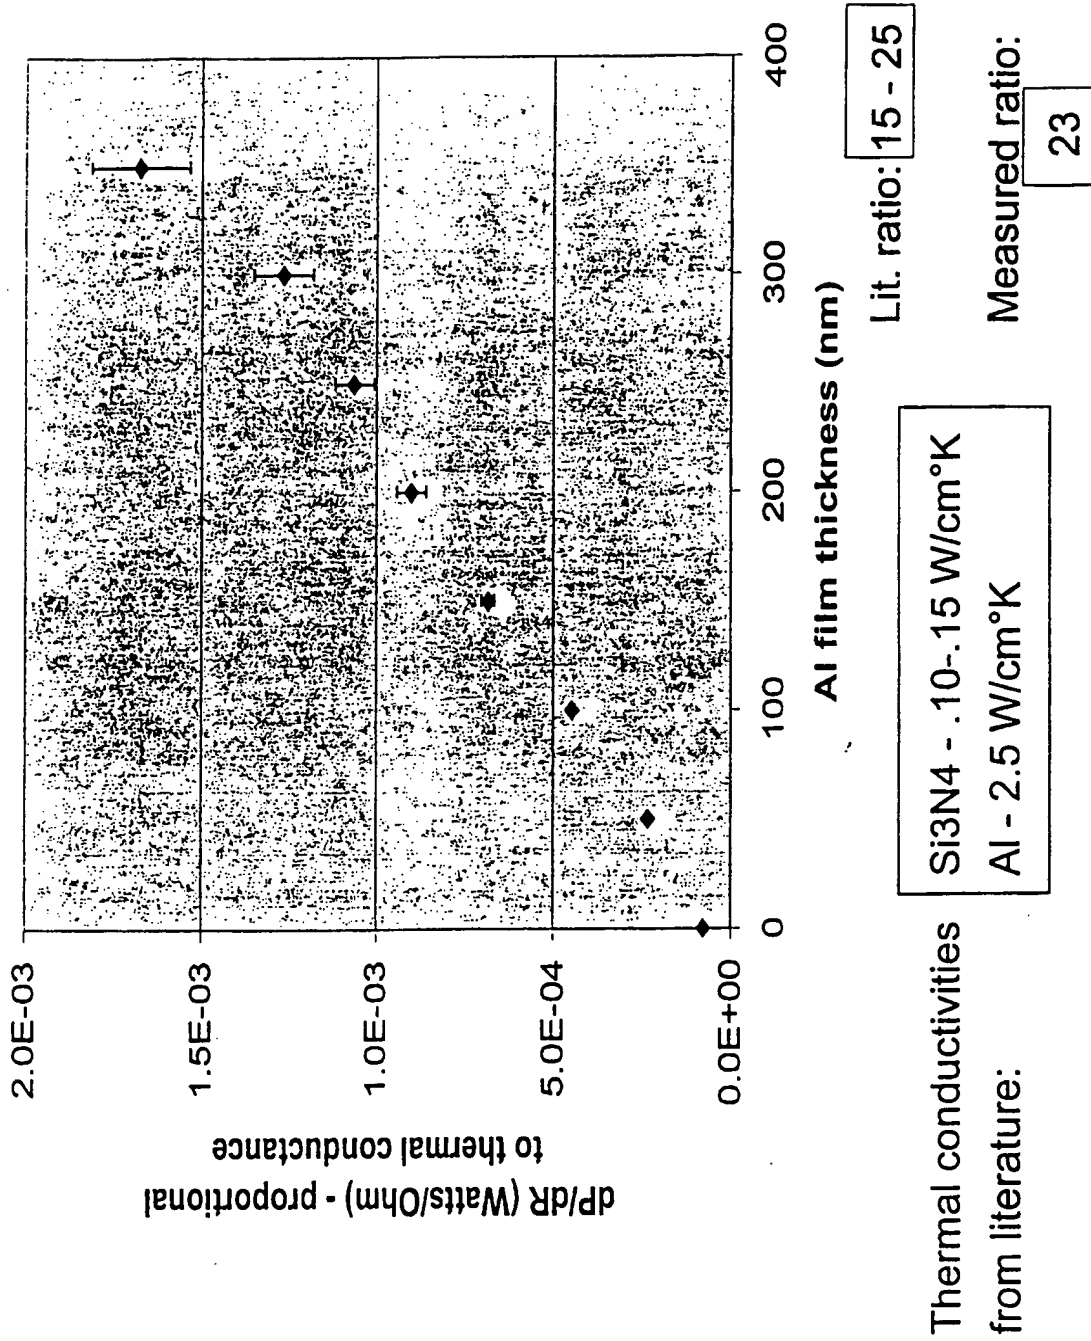 dP/dR (Watts/Ohm) - proportional
to thermal conductance
2.0E-03
1.5E-03
1.0E-03
5.0E-04
0.0E+00
0
100
200
300
400
Al film thickness (nm)
Lit. ratio: 15 - 25
Thermal conductivities
from literature:
Si3N4 - .10-.15 W/cm°K
Al - 2.5 W/cm°K
Measured ratio:
23